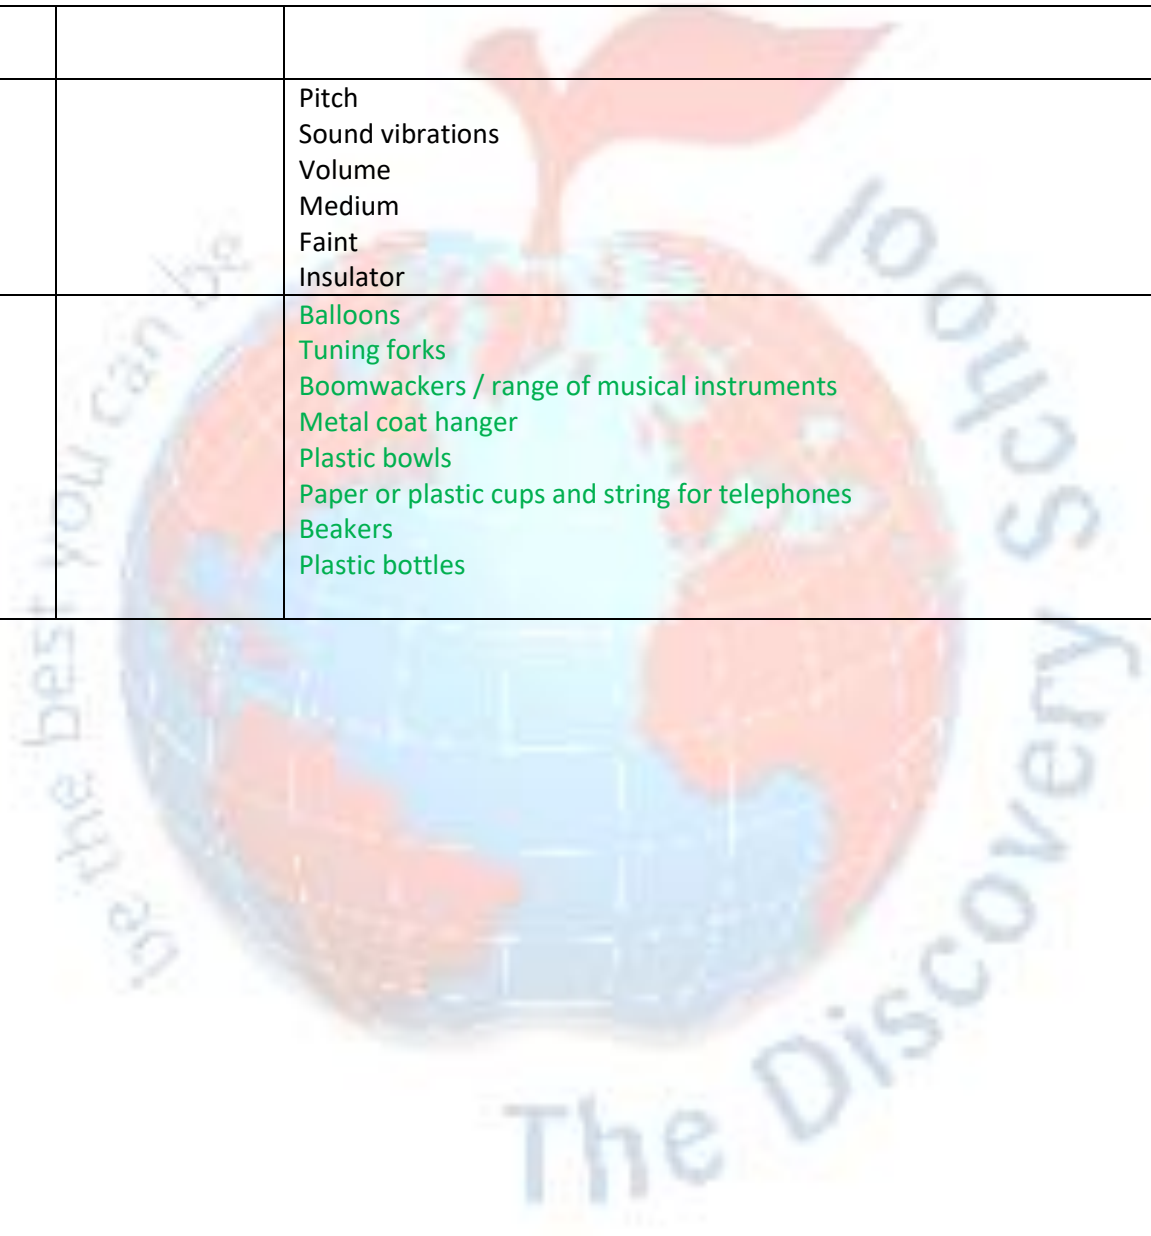 Pitch
Sound vibrations
Volume
Medium
Faint
Insulator
Balloons
Tuning forks
Boomwackers / range of musical instruments
Metal coat hanger
Plastic bowls
Paper or plastic cups and string for telephones
Beakers
Plastic bottles
be the best you can be
The Discovery School